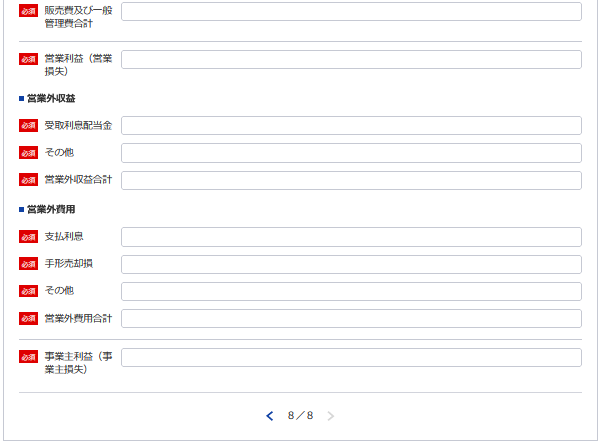 必須 販売費及び一般
管理費合計
必須 営業利益（営業
損失）
営業外収益
必須 受取利息配当金
必須 その他
必須 営業外収益合計
営業外費用
必須 支払利息
必須 手形売却損
必須 その他
必須 営業外費用合計
必須 事業主利益（事
業主損失）
8／8